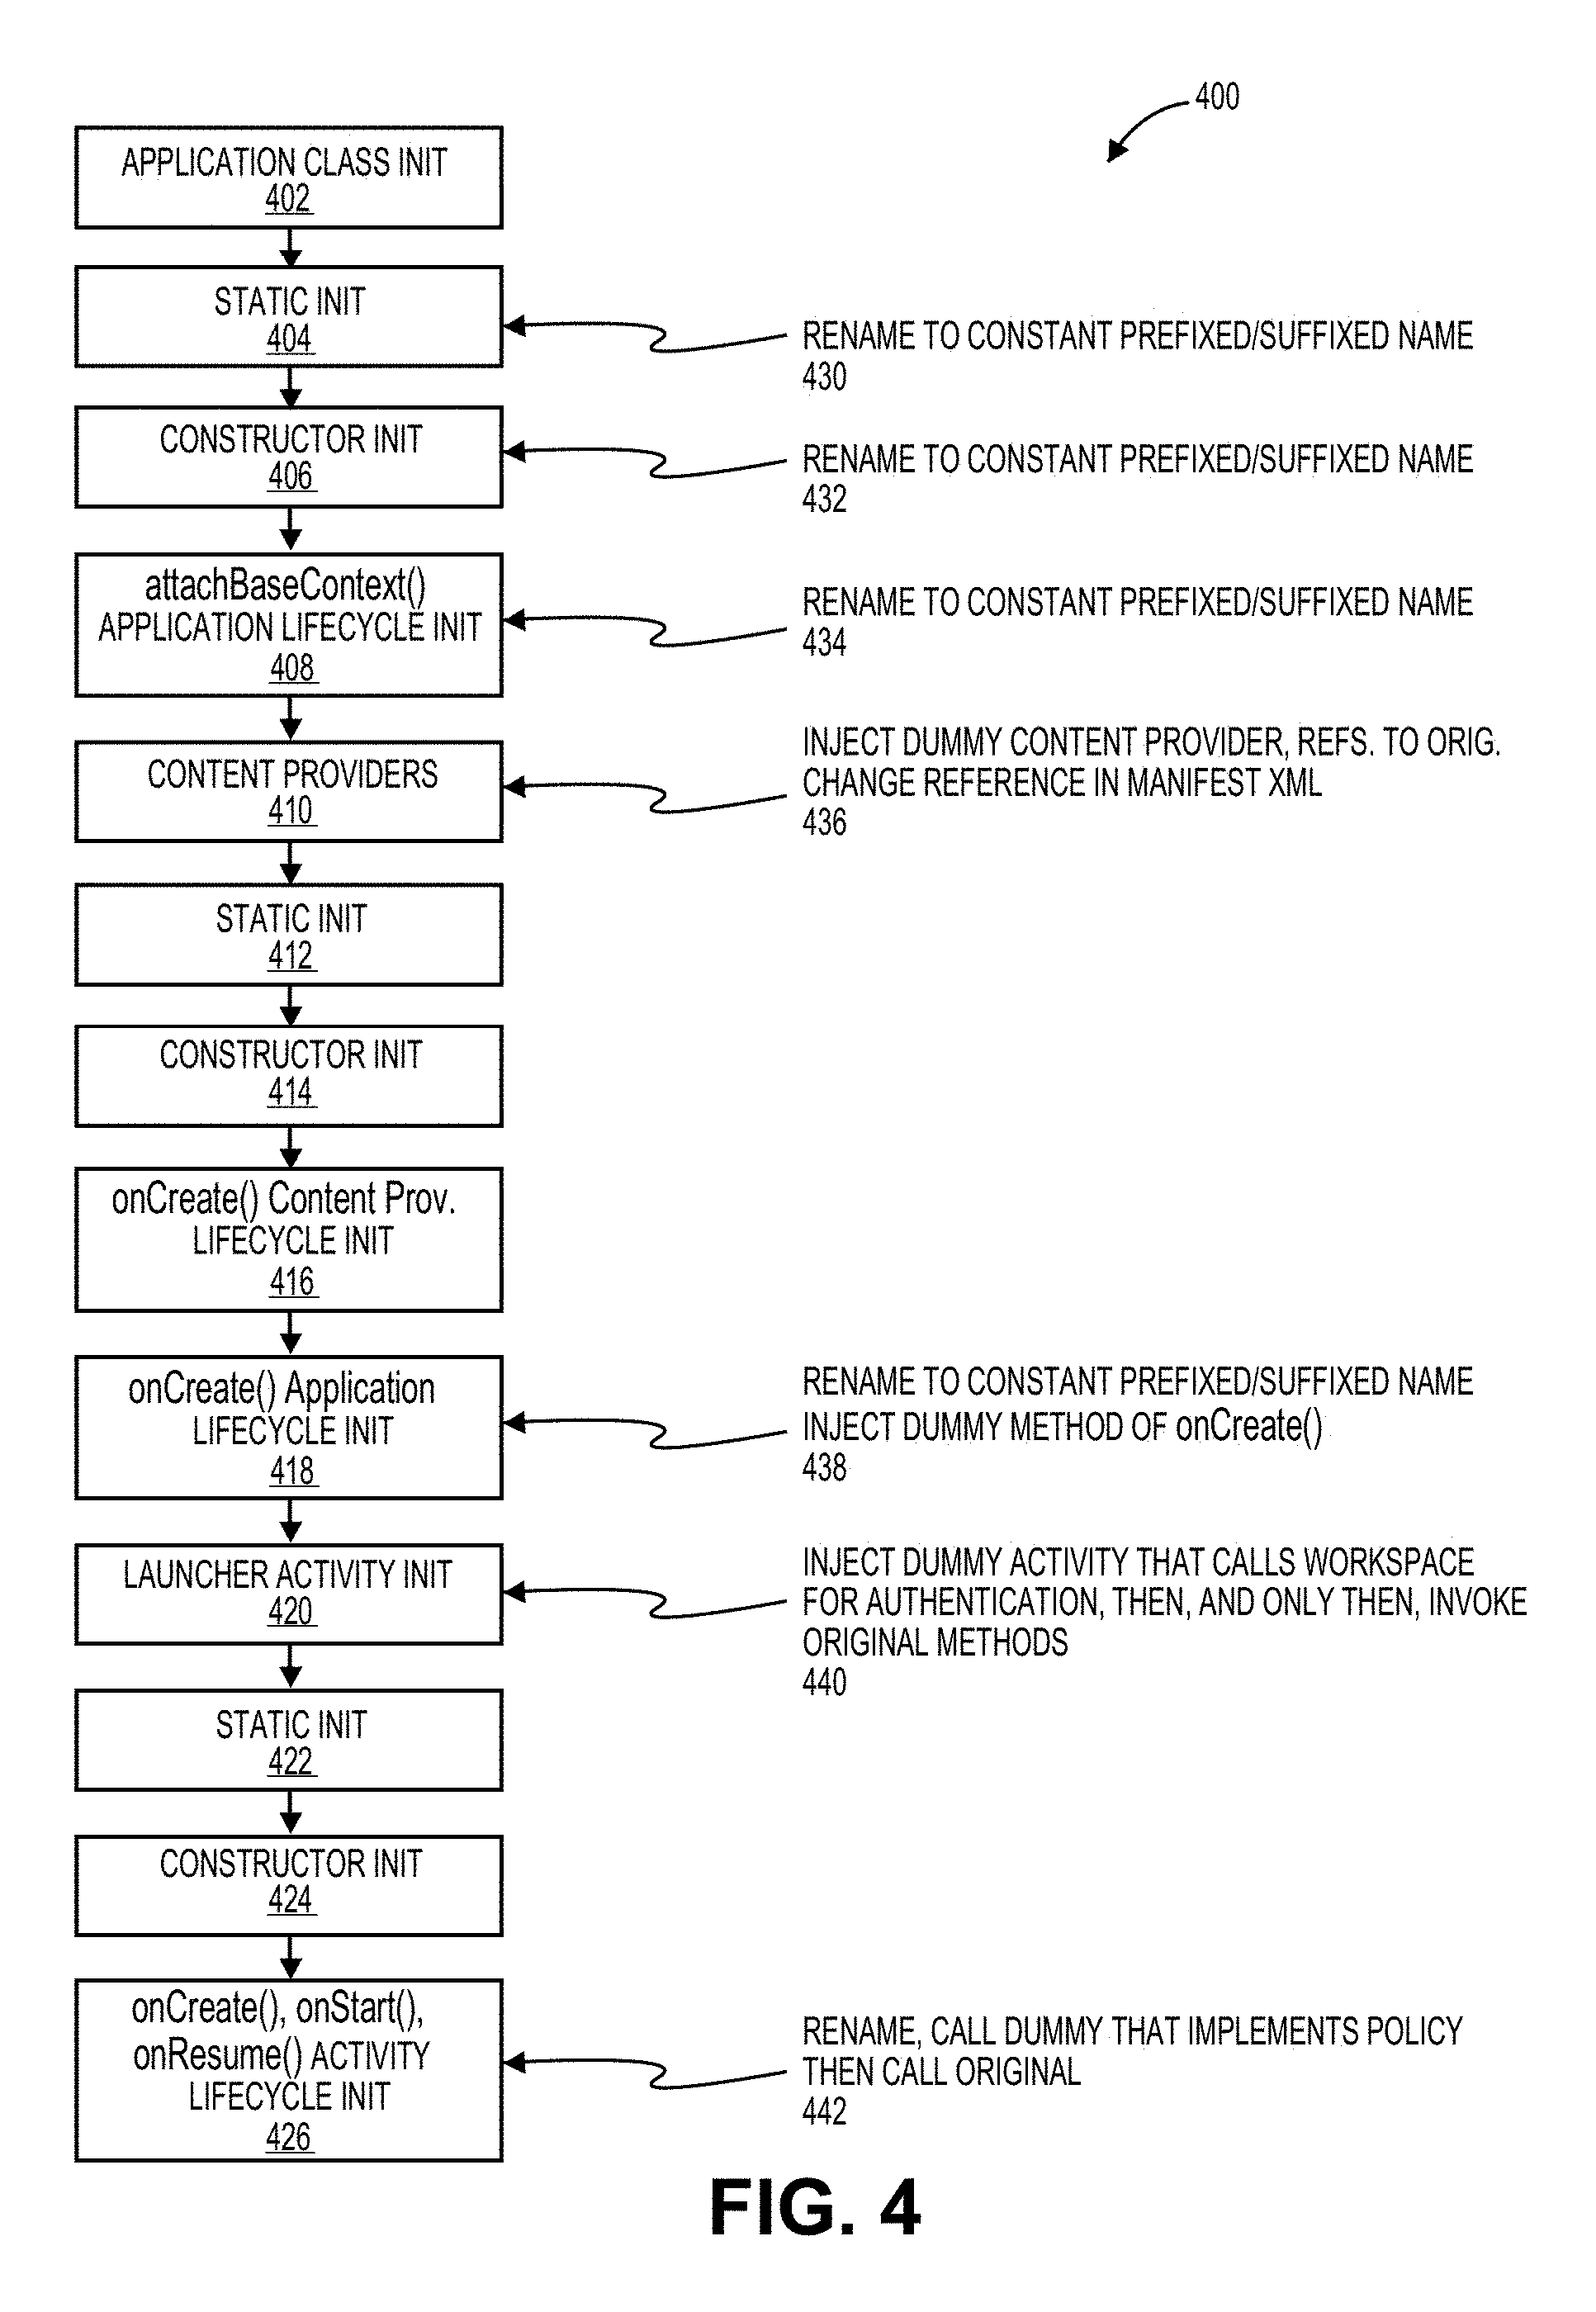 400
APPLICATION CLASS INIT
402
STATIC INIT
404
RENAME TO CONSTANT PREFIXED/SUFFIXED NAME
430
CONSTRUCTOR INIT
406
RENAME TO CONSTANT PREFIXED/SUFFIXED NAME
432
attachBaseContext()
APPLICATION LIFECYCLE INIT
408
RENAME TO CONSTANT PREFIXED/SUFFIXED NAME
434
CONTENT PROVIDERS
410
INJECT DUMMY CONTENT PROVIDER, REFS. TO ORIG.
CHANGE REFERENCE IN MANIFEST XML
436
STATIC INIT
412
CONSTRUCTOR INIT
414
onCreate() Content Prov.
LIFECYCLE INIT
416
onCreate() Application
LIFECYCLE INIT
418
RENAME TO CONSTANT PREFIXED/SUFFIXED NAME
INJECT DUMMY METHOD OF onCreate()
438
LAUNCHER ACTIVITY INIT
420
INJECT DUMMY ACTIVITY THAT CALLS WORKSPACE
FOR AUTHENTICATION, THEN, AND ONLY THEN, INVOKE
ORIGINAL METHODS
440
STATIC INIT
422
CONSTRUCTOR INIT
424
onCreate(), onStart(),
onResume() ACTIVITY
LIFECYCLE INIT
426
RENAME, CALL DUMMY THAT IMPLEMENTS POLICY
THEN CALL ORIGINAL
442
FIG. 4